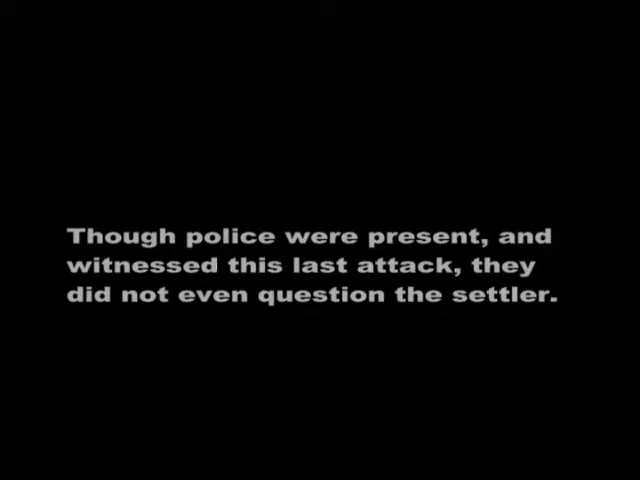 Though police were present, and
witnessed this last attack, they
did not even question the settler.